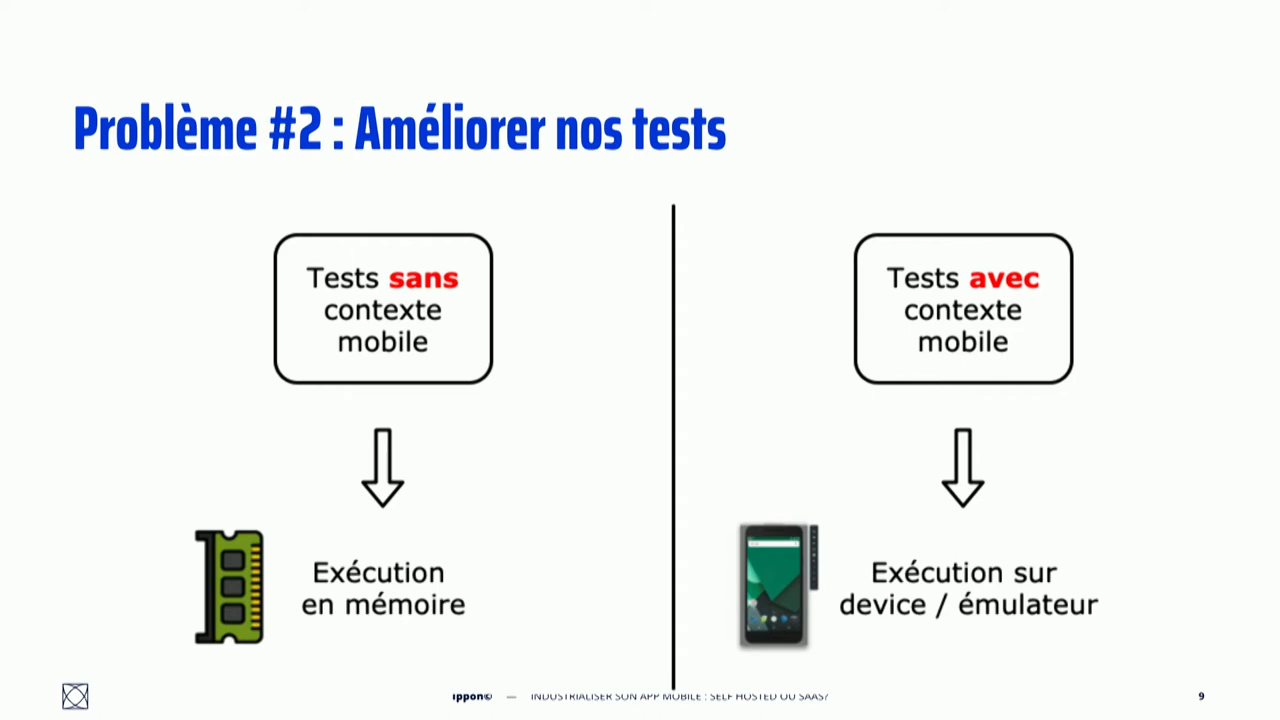 Problème #2 : Améliorer nos tests
Tests sans
contexte
mobile
Tests avec
contexte
mobile
Exécution
en mémoire
Exécution sur
device / émulateur
ippon© — INDUSTRIALISER SON APP MOBILE : SELF HOSTED OU SAAS?
9